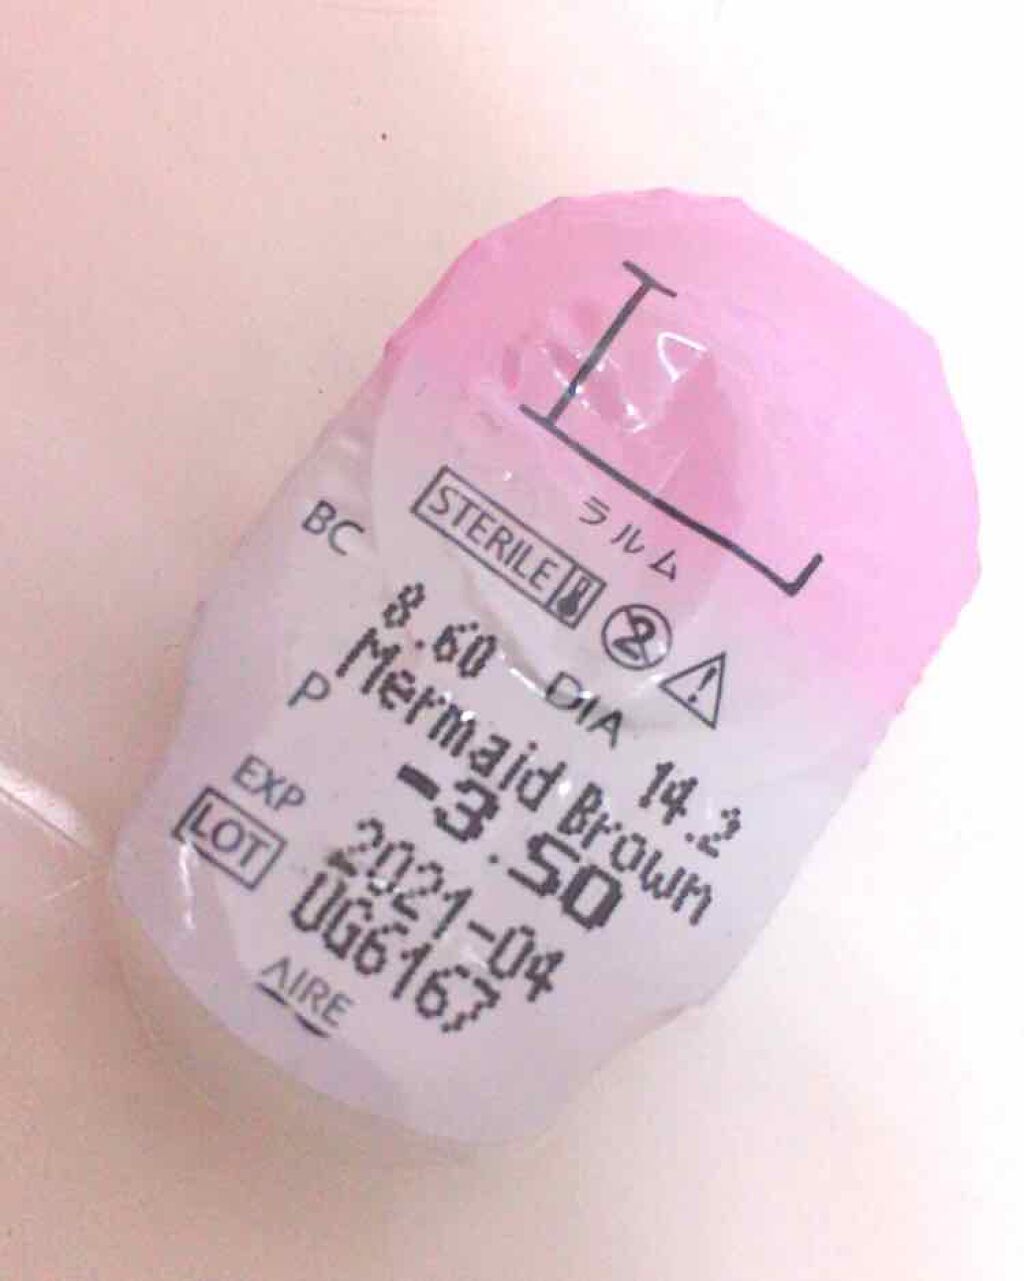 L
ラルム
STERILE
BC 8.60 DIA 14.2
Mermaid Brown
P -3.50
EXP 2021-04
LOT UG6167
AIRE